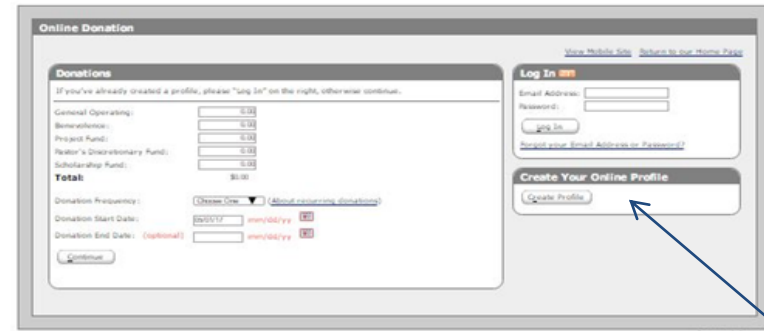 Online Donation
View Mobile Site Return to our Home Page
Donations
If you've already created a profile, please "Log In" on the right, otherwise continue.
General Operating: 0.00
Benevolence: 0.00
Project Fund: 0.00
Pastor's Discretionary Fund: 0.00
Scholarship Fund: 0.00
Total: $0.00
Donation Frequency: Choose One (About recurring donations)
Donation Start Date: mm/dd/yy
Donation End Date: (optional) mm/dd/yy
Continue
Log In
Email Address:
Password:
Log In
Forgot your Email Address or Password?
Create Your Online Profile
Create Profile